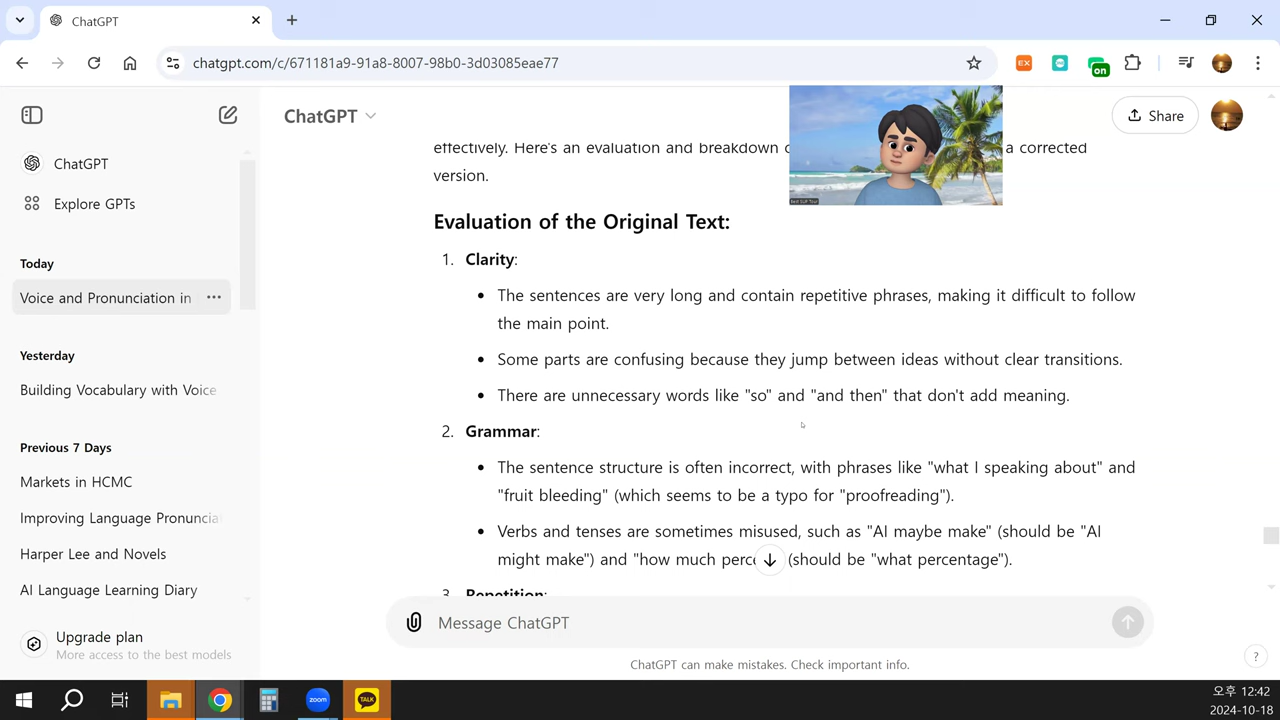 ChatGPT
chatgpt.com/c/671181a9-91a8-8007-98b0-3d03085eae77
EX
on
ChatGPT
Explore GPTs
Today
Voice and Pronunciation in
Yesterday
Building Vocabulary with Voice
Previous 7 Days
Markets in HCMC
Improving Language Pronuncia
Harper Lee and Novels
AI Language Learning Diary
Upgrade plan
More access to the best models
ChatGPT
Share
effectively. Here's an evaluation and breakdown a corrected
version.
Evaluation of the Original Text:
1. Clarity:
• The sentences are very long and contain repetitive phrases, making it difficult to follow
the main point.
• Some parts are confusing because they jump between ideas without clear transitions.
• There are unnecessary words like "so" and "and then" that don't add meaning.
2. Grammar:
• The sentence structure is often incorrect, with phrases like "what I speaking about" and
"fruit bleeding" (which seems to be a typo for "proofreading").
• Verbs and tenses are sometimes misused, such as "AI maybe make" (should be "AI
might make") and "how much perce (should be "what percentage").
3. Repetition:
Message ChatGPT
ChatGPT can make mistakes. Check important info.
?
zoom
TALK
오후 12:42
2024-10-18